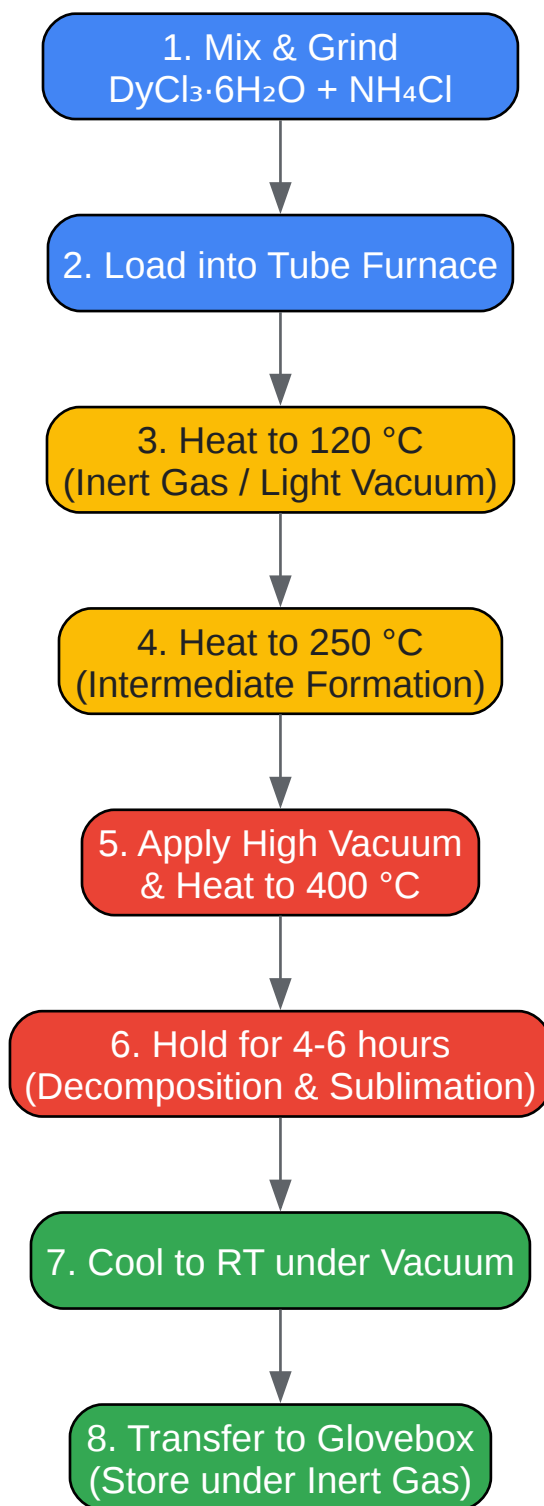 1. Mix & Grind
DyCl₃·6H₂O + NH₄Cl
2. Load into Tube Furnace
3. Heat to 120 °C
(Inert Gas / Light Vacuum)
4. Heat to 250 °C
(Intermediate Formation)
5. Apply High Vacuum
& Heat to 400 °C
6. Hold for 4-6 hours
(Decomposition & Sublimation)
7. Cool to RT under Vacuum
8. Transfer to Glovebox
(Store under Inert Gas)